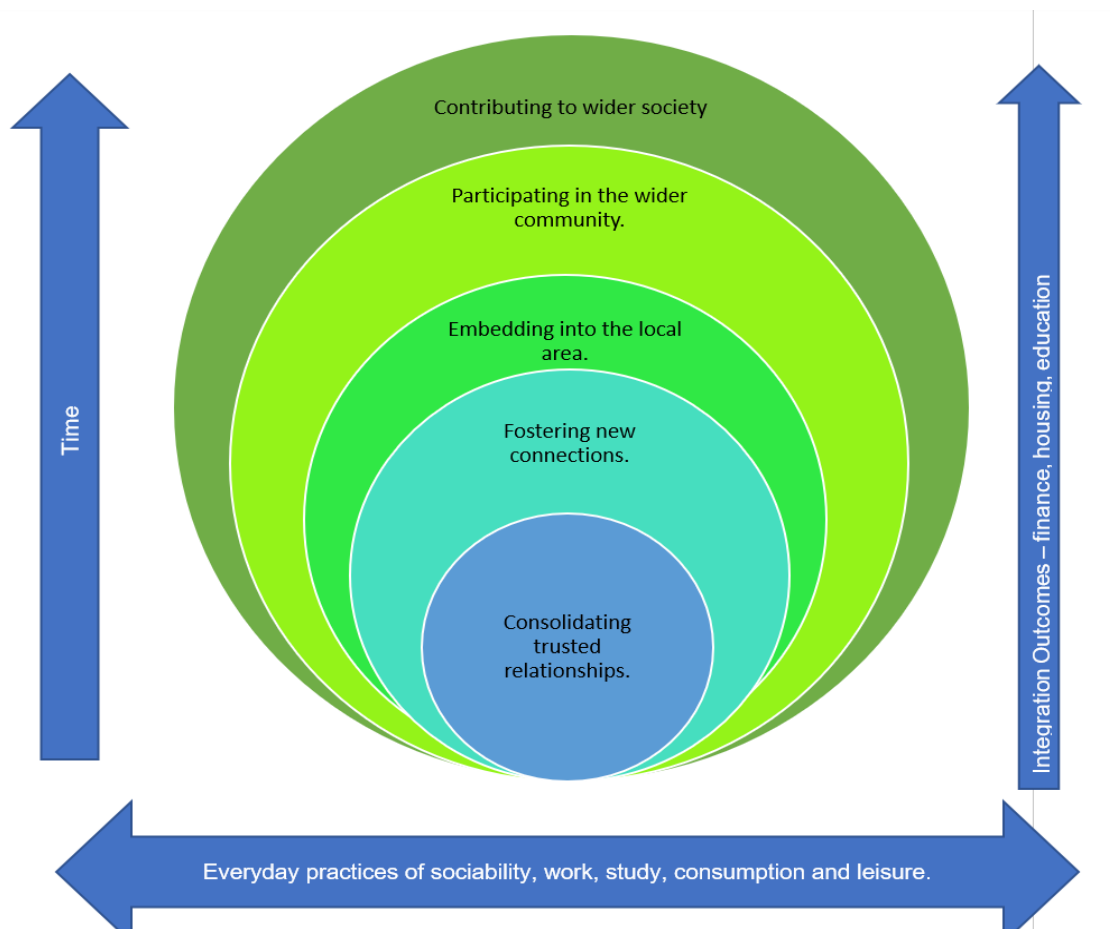 Contributing to wider society
Participating in the wider
community.
Embedding into the local
area.
Fostering new
connections.
Consolidating
trusted
relationships.
Time
Integration Outcomes – finance, housing, education
Everyday practices of sociability, work, study, consumption and leisure.